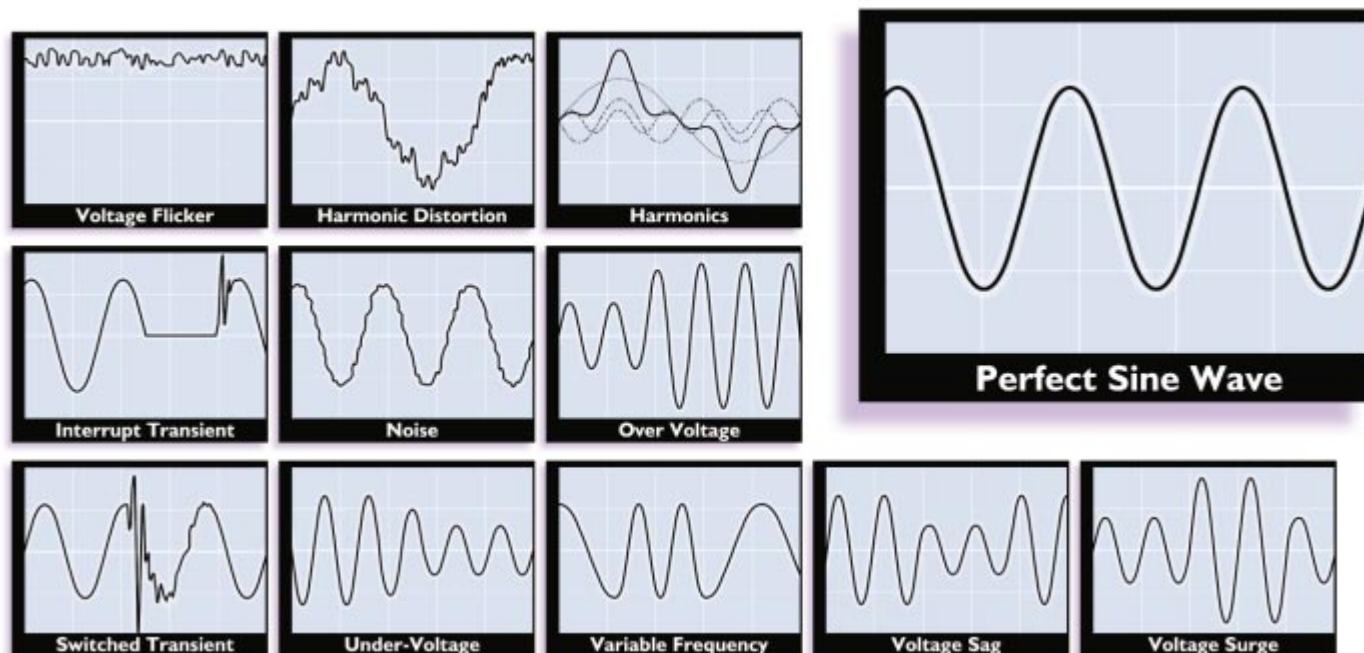 Voltage Flicker
Harmonic Distortion
Harmonics
Perfect Sine Wave
Interrupt Transient
Noise
Over Voltage
Switched Transient
Under-Voltage
Variable Frequency
Voltage Sag
Voltage Surge